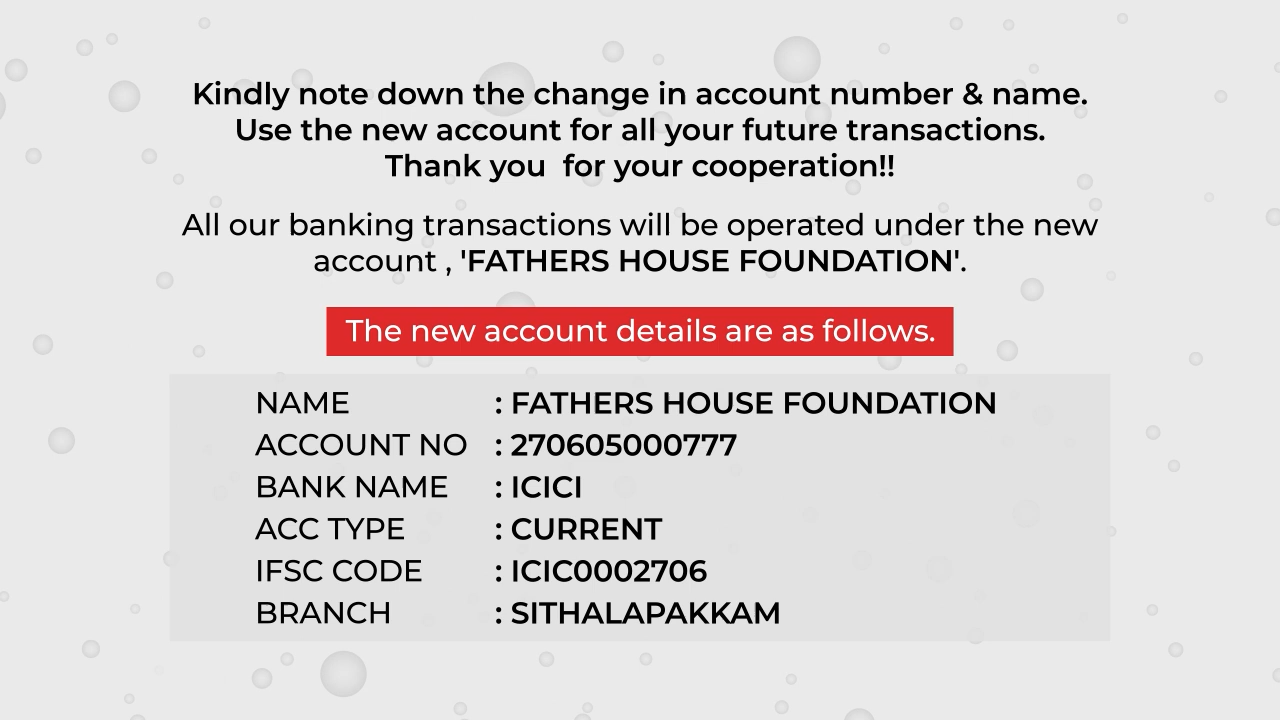 Kindly note down the change in account number & name.
Use the new account for all your future transactions.
Thank you  for your cooperation!!
All our banking transactions will be operated under the new
account , 'FATHERS HOUSE FOUNDATION'.
The new account details are as follows.
NAME : FATHERS HOUSE FOUNDATION
ACCOUNT NO : 270605000777
BANK NAME : ICICI
ACC TYPE : CURRENT
IFSC CODE : ICIC0002706
BRANCH : SITHALAPAKKAM